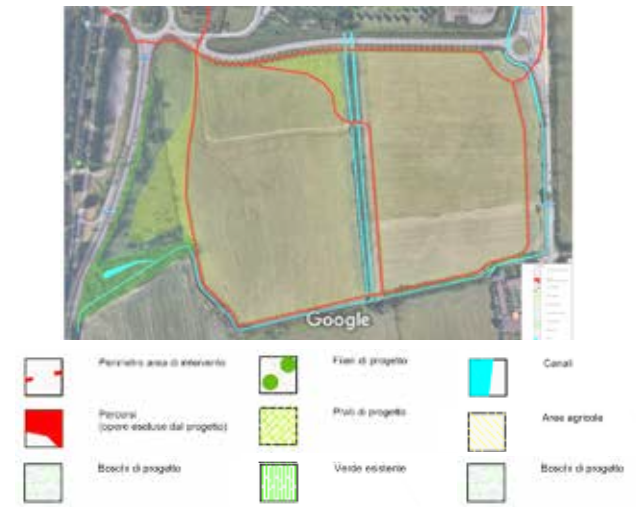 Google
Perimetro area di intervento
Filari di progetto
Canali
Percorsi
(opere escluse dal progetto)
Prati di progetto
Aree agricole
Boschi di progetto
Verde esistente
Boschi di progetto